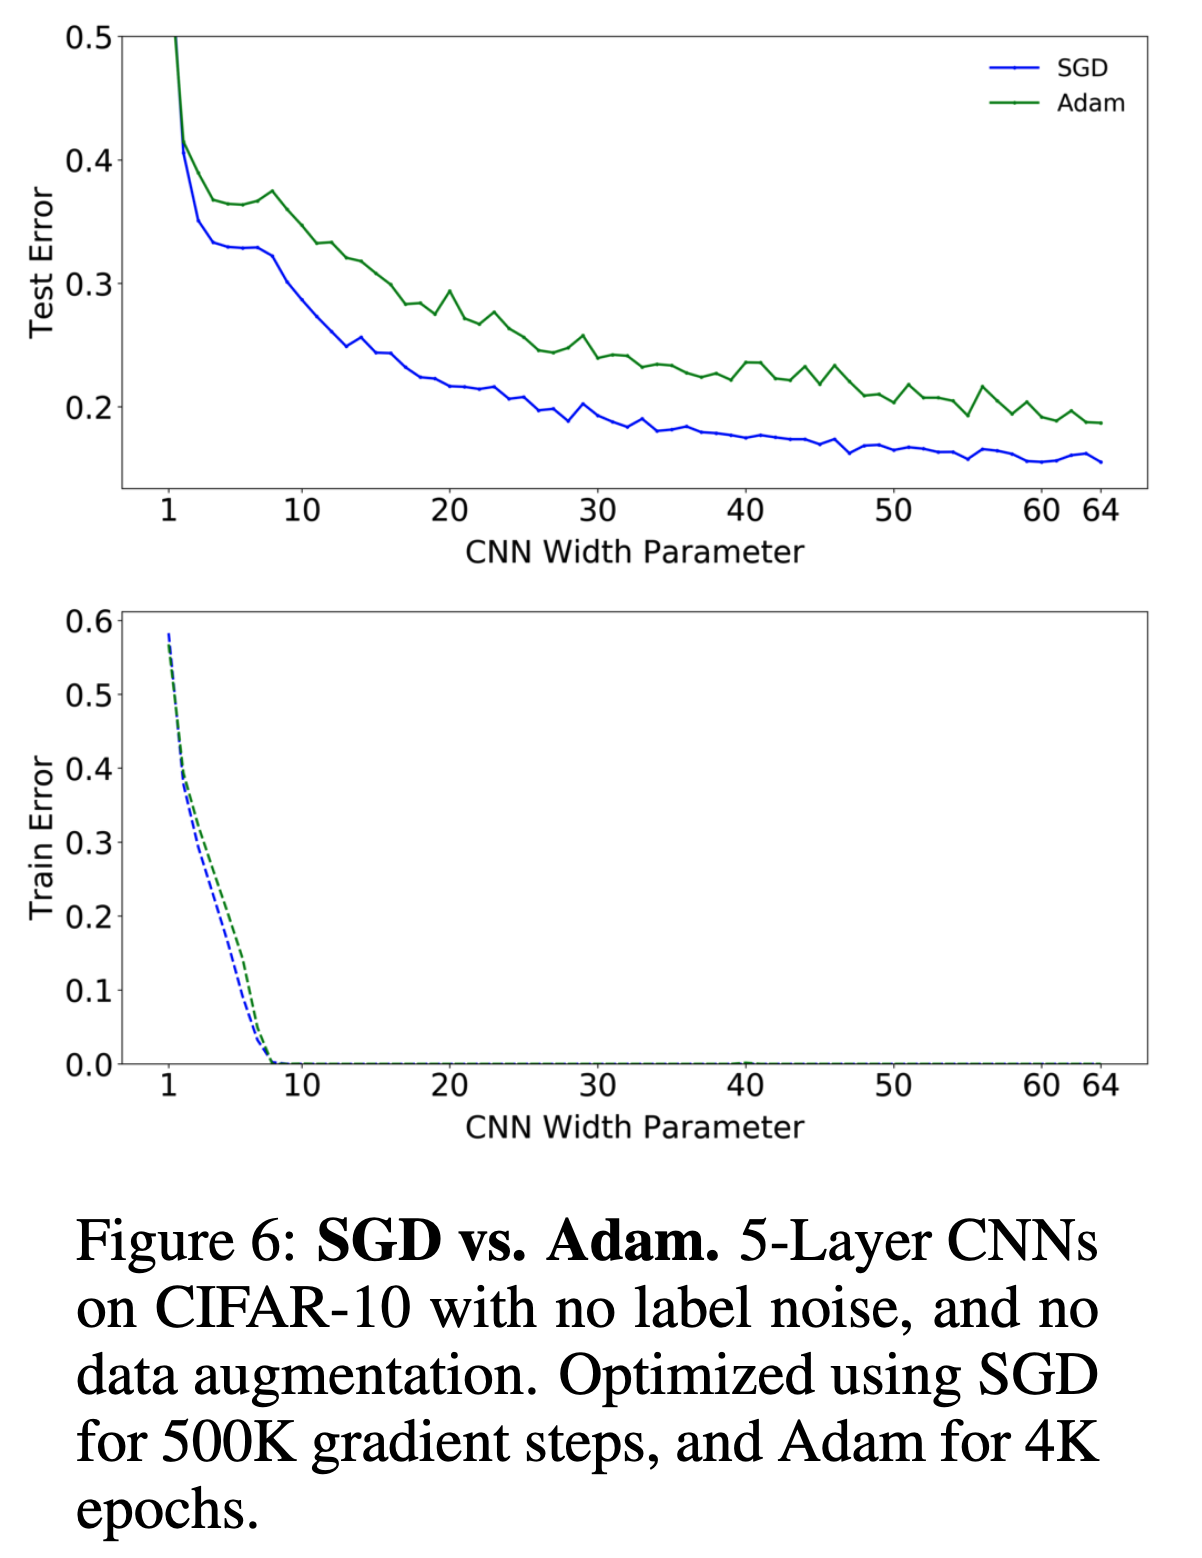 0.5
0.4
0.3
0.2
Test Error
SGD
Adam
1 10 20 30 40 50 60 64
CNN Width Parameter
0.6
0.5
0.4
0.3
0.2
0.1
0.0
Train Error
1 10 20 30 40 50 60 64
CNN Width Parameter
Figure 6: SGD vs. Adam. 5-Layer CNNs
on CIFAR-10 with no label noise, and no
data augmentation. Optimized using SGD
for 500K gradient steps, and Adam for 4K
epochs.